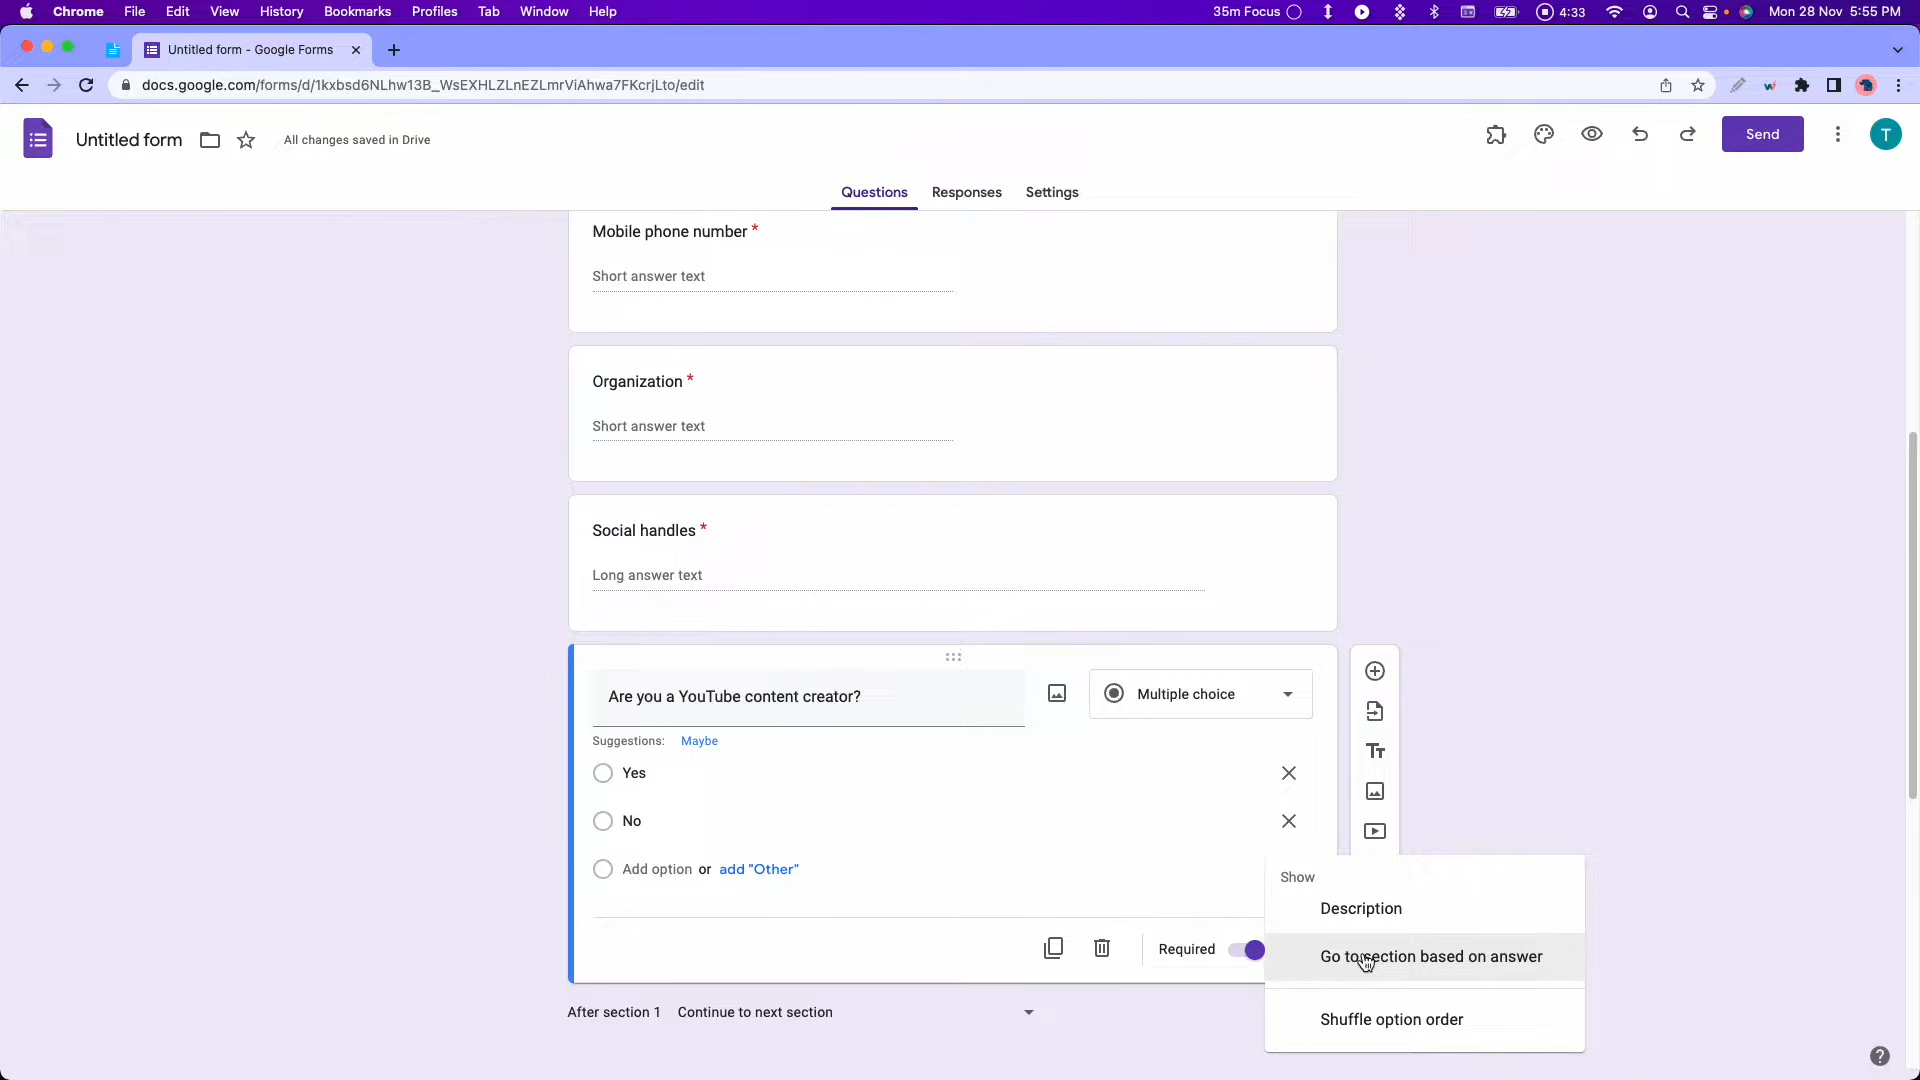 Chrome File Edit View History Bookmarks Profiles Tab Window Help 35m Focus 4:33 Mon 28 Nov 5:55 PM
Untitled form - Google Forms
docs.google.com/forms/d/1kxbsd6NLhw13B_WsEXHLZLnEZLmrViAhwa7FKcrjLto/edit
Untitled form All changes saved in Drive Send T
Questions Responses Settings
Mobile phone number *
Short answer text
Organization *
Short answer text
Social handles *
Long answer text
Are you a YouTube content creator? Multiple choice
Suggestions: Maybe
Yes
No
Add option or add "Other"
Show
Description
Required
Go to section based on answer
After section 1 Continue to next section
Shuffle option order